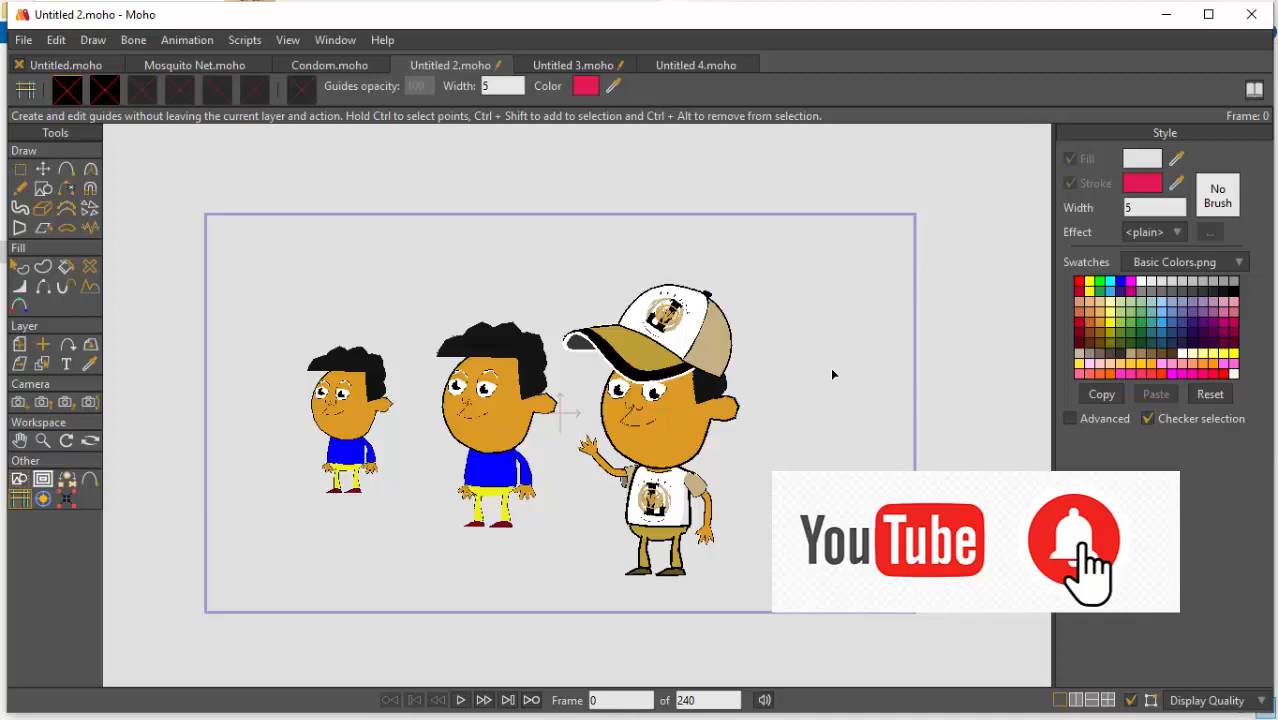 Untitled 2.moho - Moho
File Edit Draw Bone Animation Scripts View Window Help
Untitled.moho Mosquito Net.moho Condom.moho Untitled 2.moho Untitled 3.moho Untitled 4.moho
Guides opacity: 100 Width: 5 Color
Create and edit guides without leaving the current layer and action. Hold Ctrl to select points, Ctrl + Shift to add to selection and Ctrl + Alt to remove from selection. Frame: 0
Tools
Draw
Fill
Layer
Camera
Workspace
Other
Style
Fill
Stroke
No Brush
Width 5
Effect <plain> ...
Swatches Basic Colors.png
Copy Paste Reset
Advanced Checker selection
YouTube
Frame 0 of 240 Display Quality